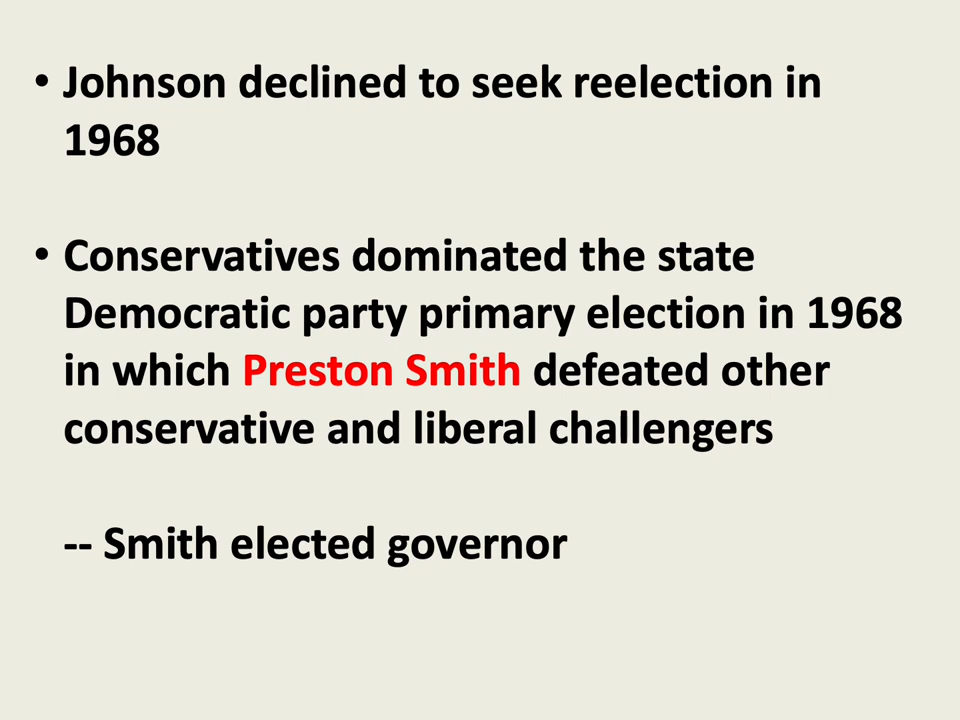 • Johnson declined to seek reelection in
1968
• Conservatives dominated the state
Democratic party primary election in 1968
in which Preston Smith defeated other
conservative and liberal challengers
-- Smith elected governor